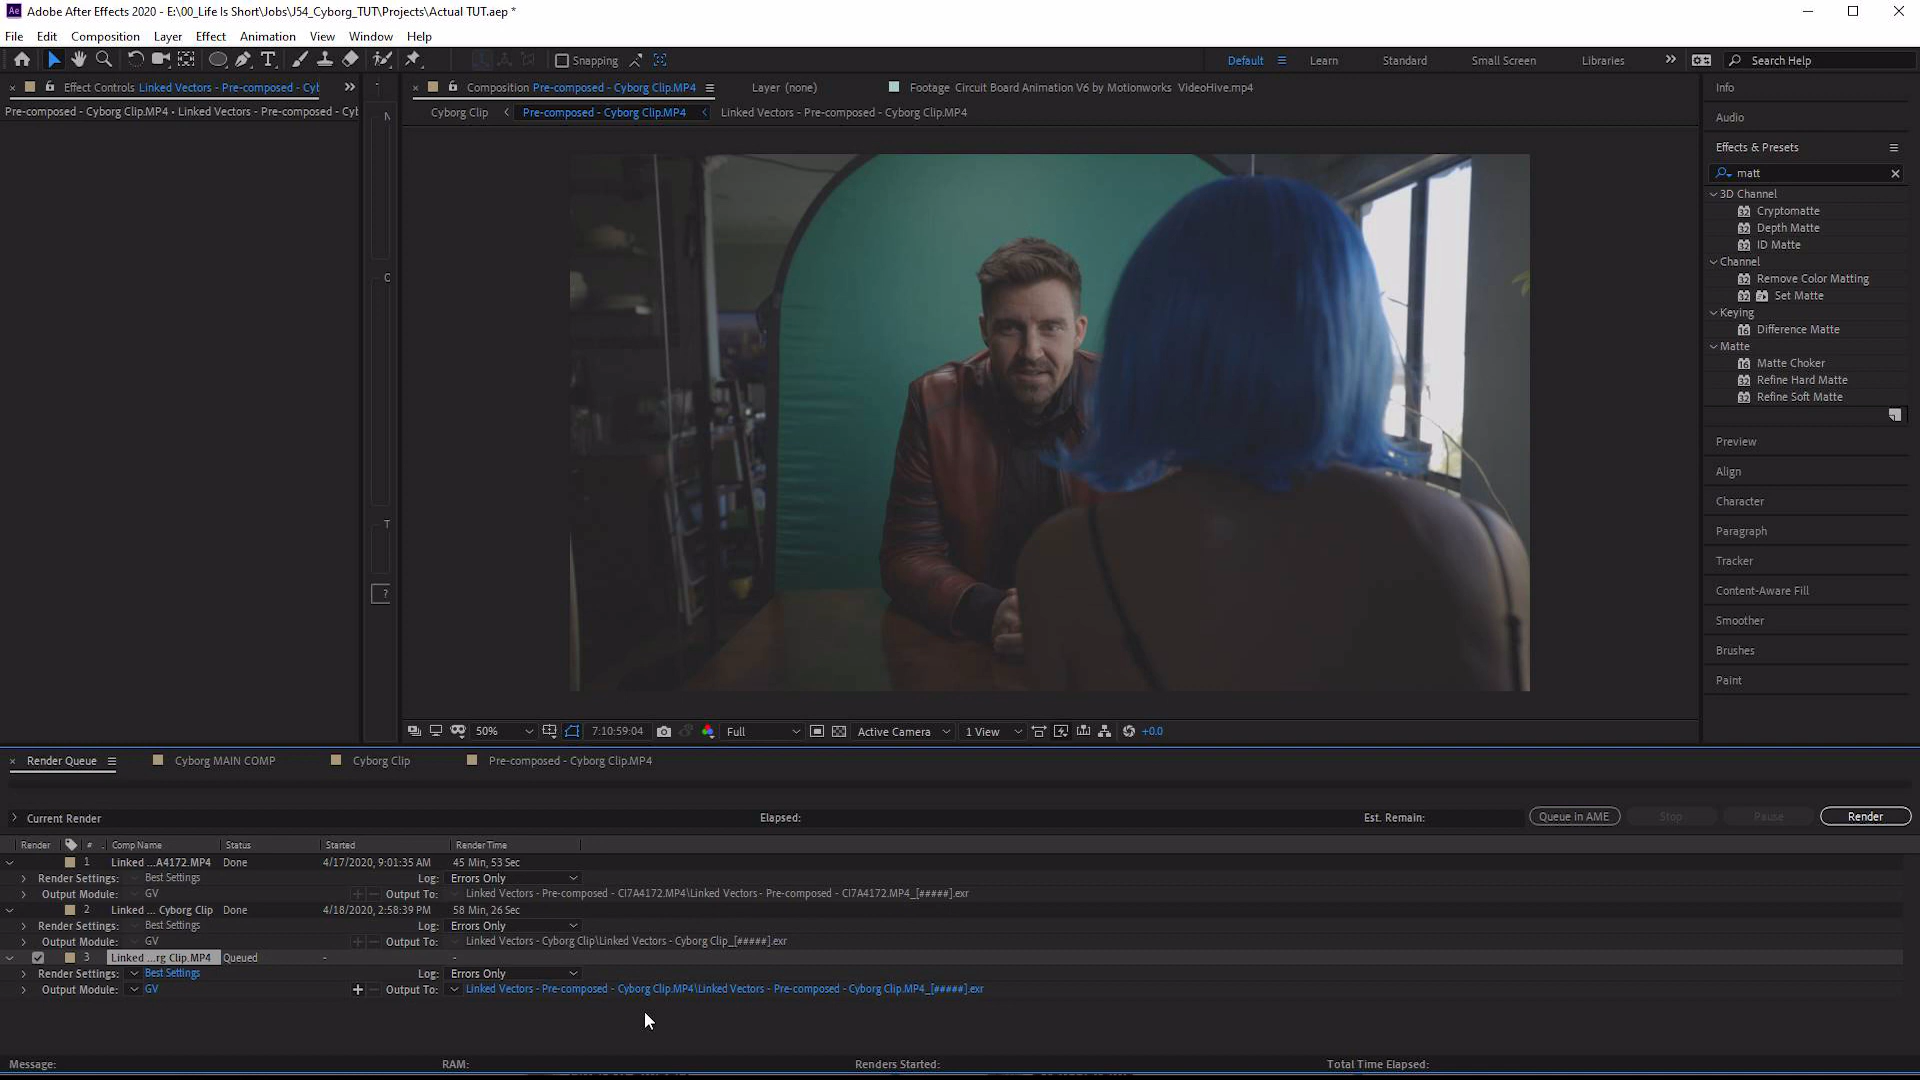 Ae Adobe After Effects 2020 - E:\00_Life Is Short\Jobs\J54_Cyborg_TUT\Projects\Actual TUT.aep *
File Edit Composition Layer Effect Animation View Window Help
Snapping Default Learn Standard Small Screen Libraries Search Help
Effect Controls Linked Vectors - Pre-composed - Cyl
Composition Pre-composed - Cyborg Clip.MP4 Layer (none) Footage Circuit Board Animation V6 by Motionworks VideoHive.mp4
Pre-composed - Cyborg Clip.MP4 • Linked Vectors - Pre-composed - Cyb
Cyborg Clip Pre-composed - Cyborg Clip.MP4 Linked Vectors - Pre-composed - Cyborg Clip.MP4
Info
Audio
Effects & Presets
matt
3D Channel
Cryptomatte
Depth Matte
ID Matte
Channel
Remove Color Matting
Set Matte
Keying
Difference Matte
Matte
Matte Choker
Refine Hard Matte
Refine Soft Matte
Preview
Align
Character
Paragraph
Tracker
Content-Aware Fill
Smoother
Brushes
Paint
50% 7:10:59:04 Full Active Camera 1 View +0.0
Render Queue Cyborg MAIN COMP Cyborg Clip Pre-composed - Cyborg Clip.MP4
Current Render Elapsed: Est. Remain: Queue in AME Stop Pause Render
Render # Comp Name Status Started Render Time
1 Linked ...A4172.MP4 Done 4/17/2020, 9:01:35 AM 45 Min, 53 Sec
Render Settings: Best Settings Log: Errors Only
Output Module: GV Output To: Linked Vectors - Pre-composed - CI7A4172.MP4\Linked Vectors - Pre-composed - CI7A4172.MP4_[#####].exr
2 Linked ... Cyborg Clip Done 4/18/2020, 2:58:39 PM 58 Min, 26 Sec
Render Settings: Best Settings Log: Errors Only
Output Module: GV Output To: Linked Vectors - Cyborg Clip\Linked Vectors - Cyborg Clip_[#####].exr
3 Linked ...rg Clip.MP4 Queued - -
Render Settings: Best Settings Log: Errors Only
Output Module: GV + Output To: Linked Vectors - Pre-composed - Cyborg Clip.MP4\Linked Vectors - Pre-composed - Cyborg Clip.MP4_[#####].exr
Message: RAM: Renders Started: Total Time Elapsed: